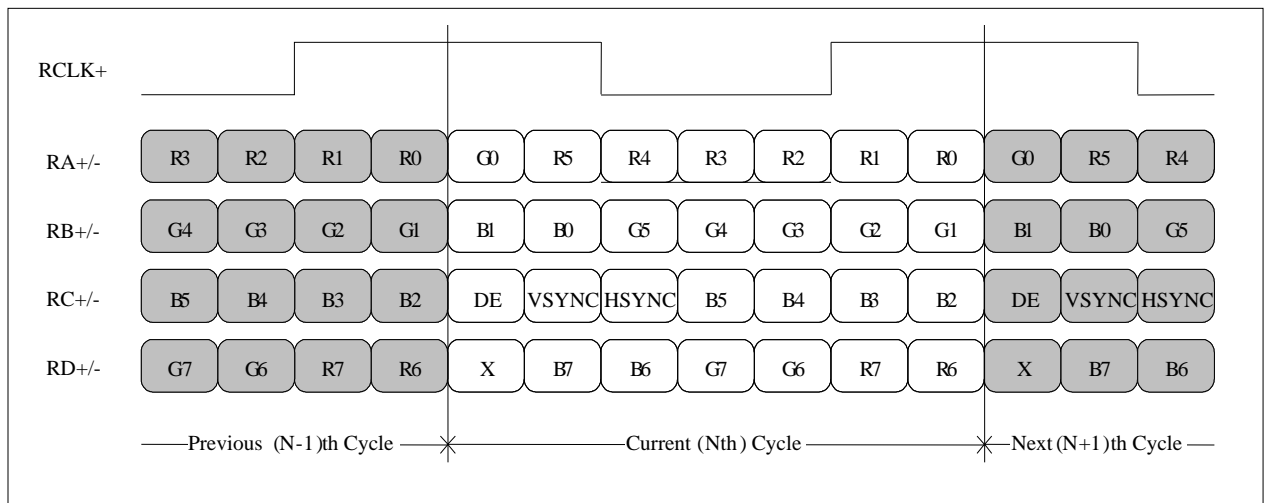 RCLK+
RA+/- R3 R2 R1 R0 G0 R5 R4 R3 R2 R1 R0 G0 R5 R4
RB+/- G4 G3 G2 G1 B1 B0 G5 G4 G3 G2 G1 B1 B0 G5
RC+/- B5 B4 B3 B2 DE VSYNC HSYNC B5 B4 B3 B2 DE VSYNC HSYNC
RD+/- G7 G6 R7 R6 X B7 B6 G7 G6 R7 R6 X B7 B6
Previous (N-1)th Cycle Current (Nth) Cycle Next (N+1)th Cycle